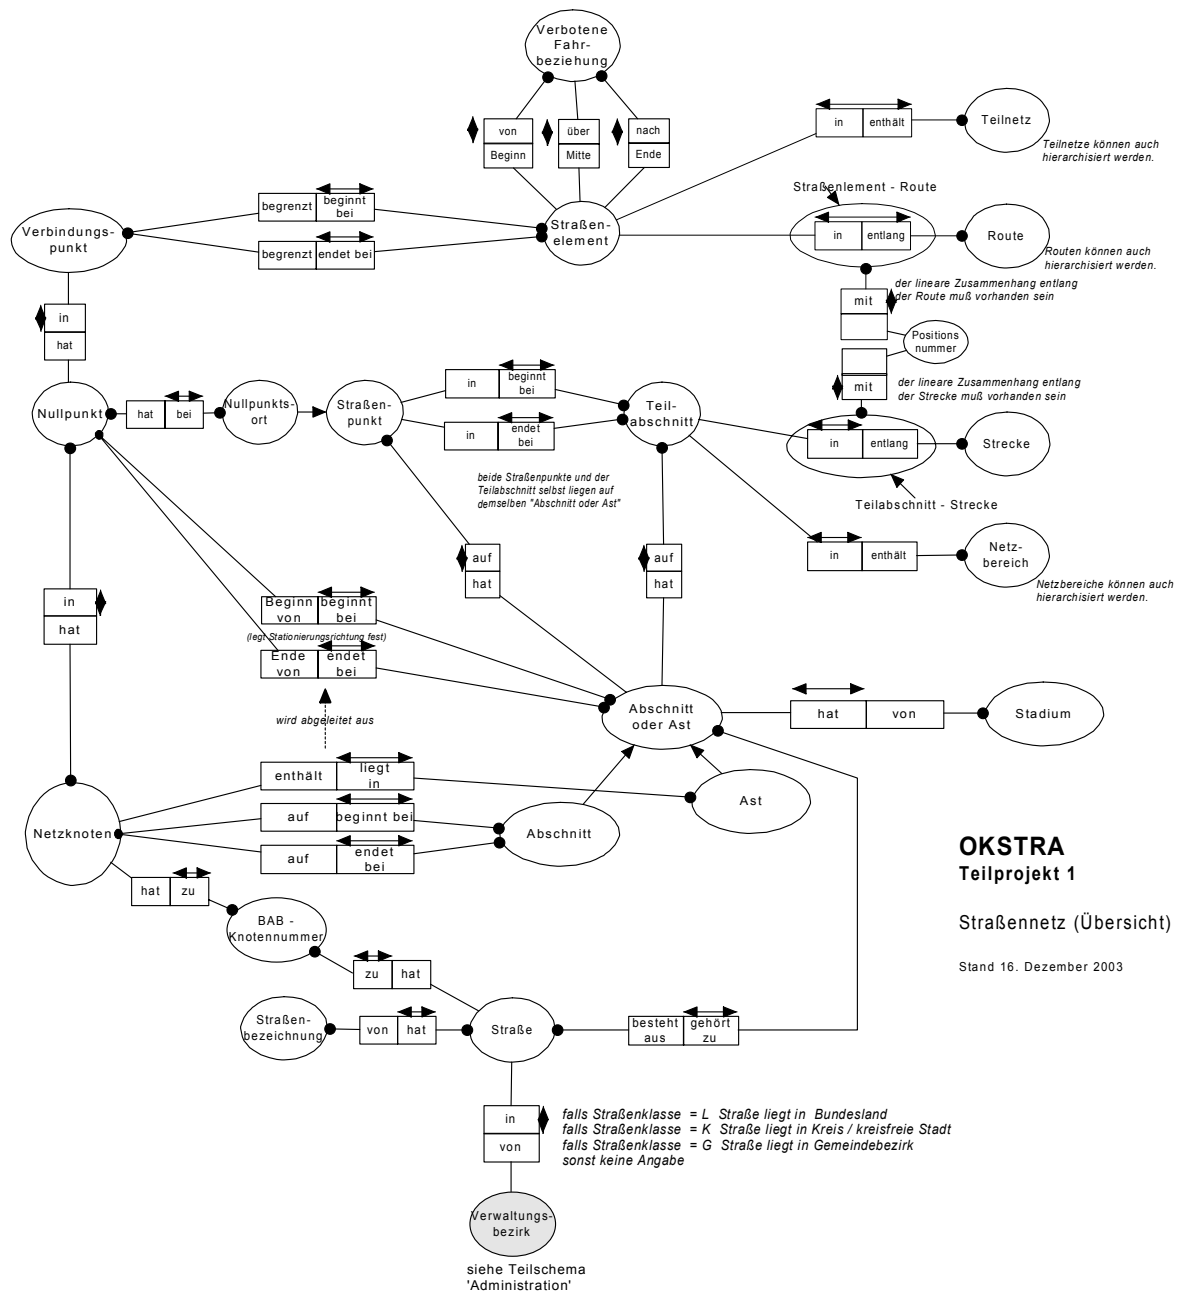 Verbotene
Fahr-
beziehung
von
Beginn
über
Mitte
nach
Ende
in
enthält
Teilnetz
Teilnetze können auch
hierarchisiert werden.
Straßenlement - Route
begrenzt
beginnt
bei
Verbindungs-
punkt
begrenzt
endet bei
Straßen-
element
in
entlang
Route
Routen können auch
hierarchisiert werden.
der lineare Zusammenhang entlang
der Route muß vorhanden sein
mit
Positions
nummer
mit
der lineare Zusammenhang entlang
der Strecke muß vorhanden sein
in
hat
Nullpunkt
hat
bei
Nullpunkts-
ort
Straßen-
punkt
in
beginnt
bei
in
endet
bei
Teil-
abschnitt
in
entlang
Strecke
Teilabschnitt - Strecke
beide Straßenpunkte und der
Teilabschnitt selbst liegen auf
demselben "Abschnitt oder Ast"
auf
hat
auf
hat
in
enthält
Netz-
bereich
Netzbereiche können auch
hierarchisiert werden.
in
hat
Beginn
von
beginnt
bei
(legt Stationierungsrichtung fest)
Ende
von
endet
bei
wird abgeleitet aus
Abschnitt
oder Ast
hat
von
Stadium
enthält
liegt
in
Ast
Netzknoten
auf
beginnt bei
auf
endet
bei
Abschnitt
hat
zu
BAB -
Knotennummer
zu
hat
Straßen-
bezeichnung
von
hat
Straße
besteht
aus
gehört
zu
OKSTRA
Teilprojekt 1
Straßennetz (Übersicht)
Stand 16. Dezember 2003
in
von
falls Straßenklasse = L Straße liegt in Bundesland
falls Straßenklasse = K Straße liegt in Kreis / kreisfreie Stadt
falls Straßenklasse = G Straße liegt in Gemeindebezirk
sonst keine Angabe
Verwaltungs-
bezirk
siehe Teilschema
'Administration'